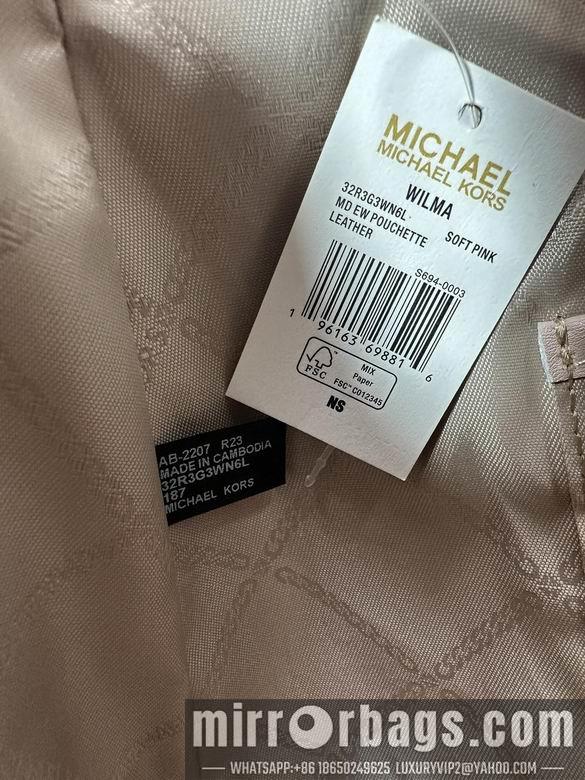 MICHAEL
MICHAEL KORS
WILMA
32R3G3WN6L
MD EW POUCHETTE SOFT PINK
LEATHER
S694-0003
1 96163 69881 6
FSC™
MIX
Paper
FSC™ C012345
NS
AB-2207 R23
MADE IN CAMBODIA
32R3G3WN6L
187
MICHAEL KORS
mirrorbags.com
WHATSAPP:+86 18650249625 LUXURYVIP2@YAHOO.COM